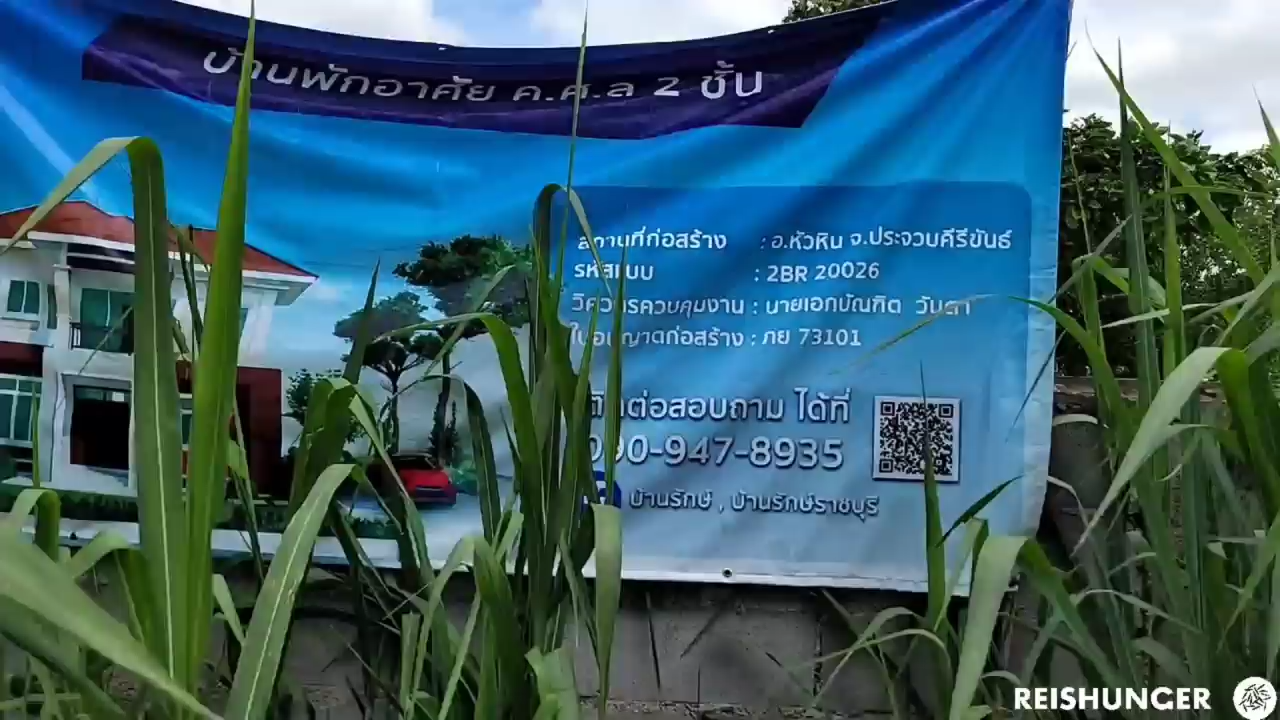 บ้านพักอาศัย ค.ศ.ล 2 ชั้น
สถานที่ก่อสร้าง : อ.หัวหิน จ.ประจวบคีรีขันธ์
รหัสแบบ : 2BR 20026
วิศวกรควบคุมงาน : นายเอกบัณฑิต
ใบอนุญาตก่อสร้าง : ภย 73101
ติดต่อสอบถาม ได้ที่
090-947-8935
บ้านรักษ์ , บ้านรักษ์ราชบุรี
REISHUNGER